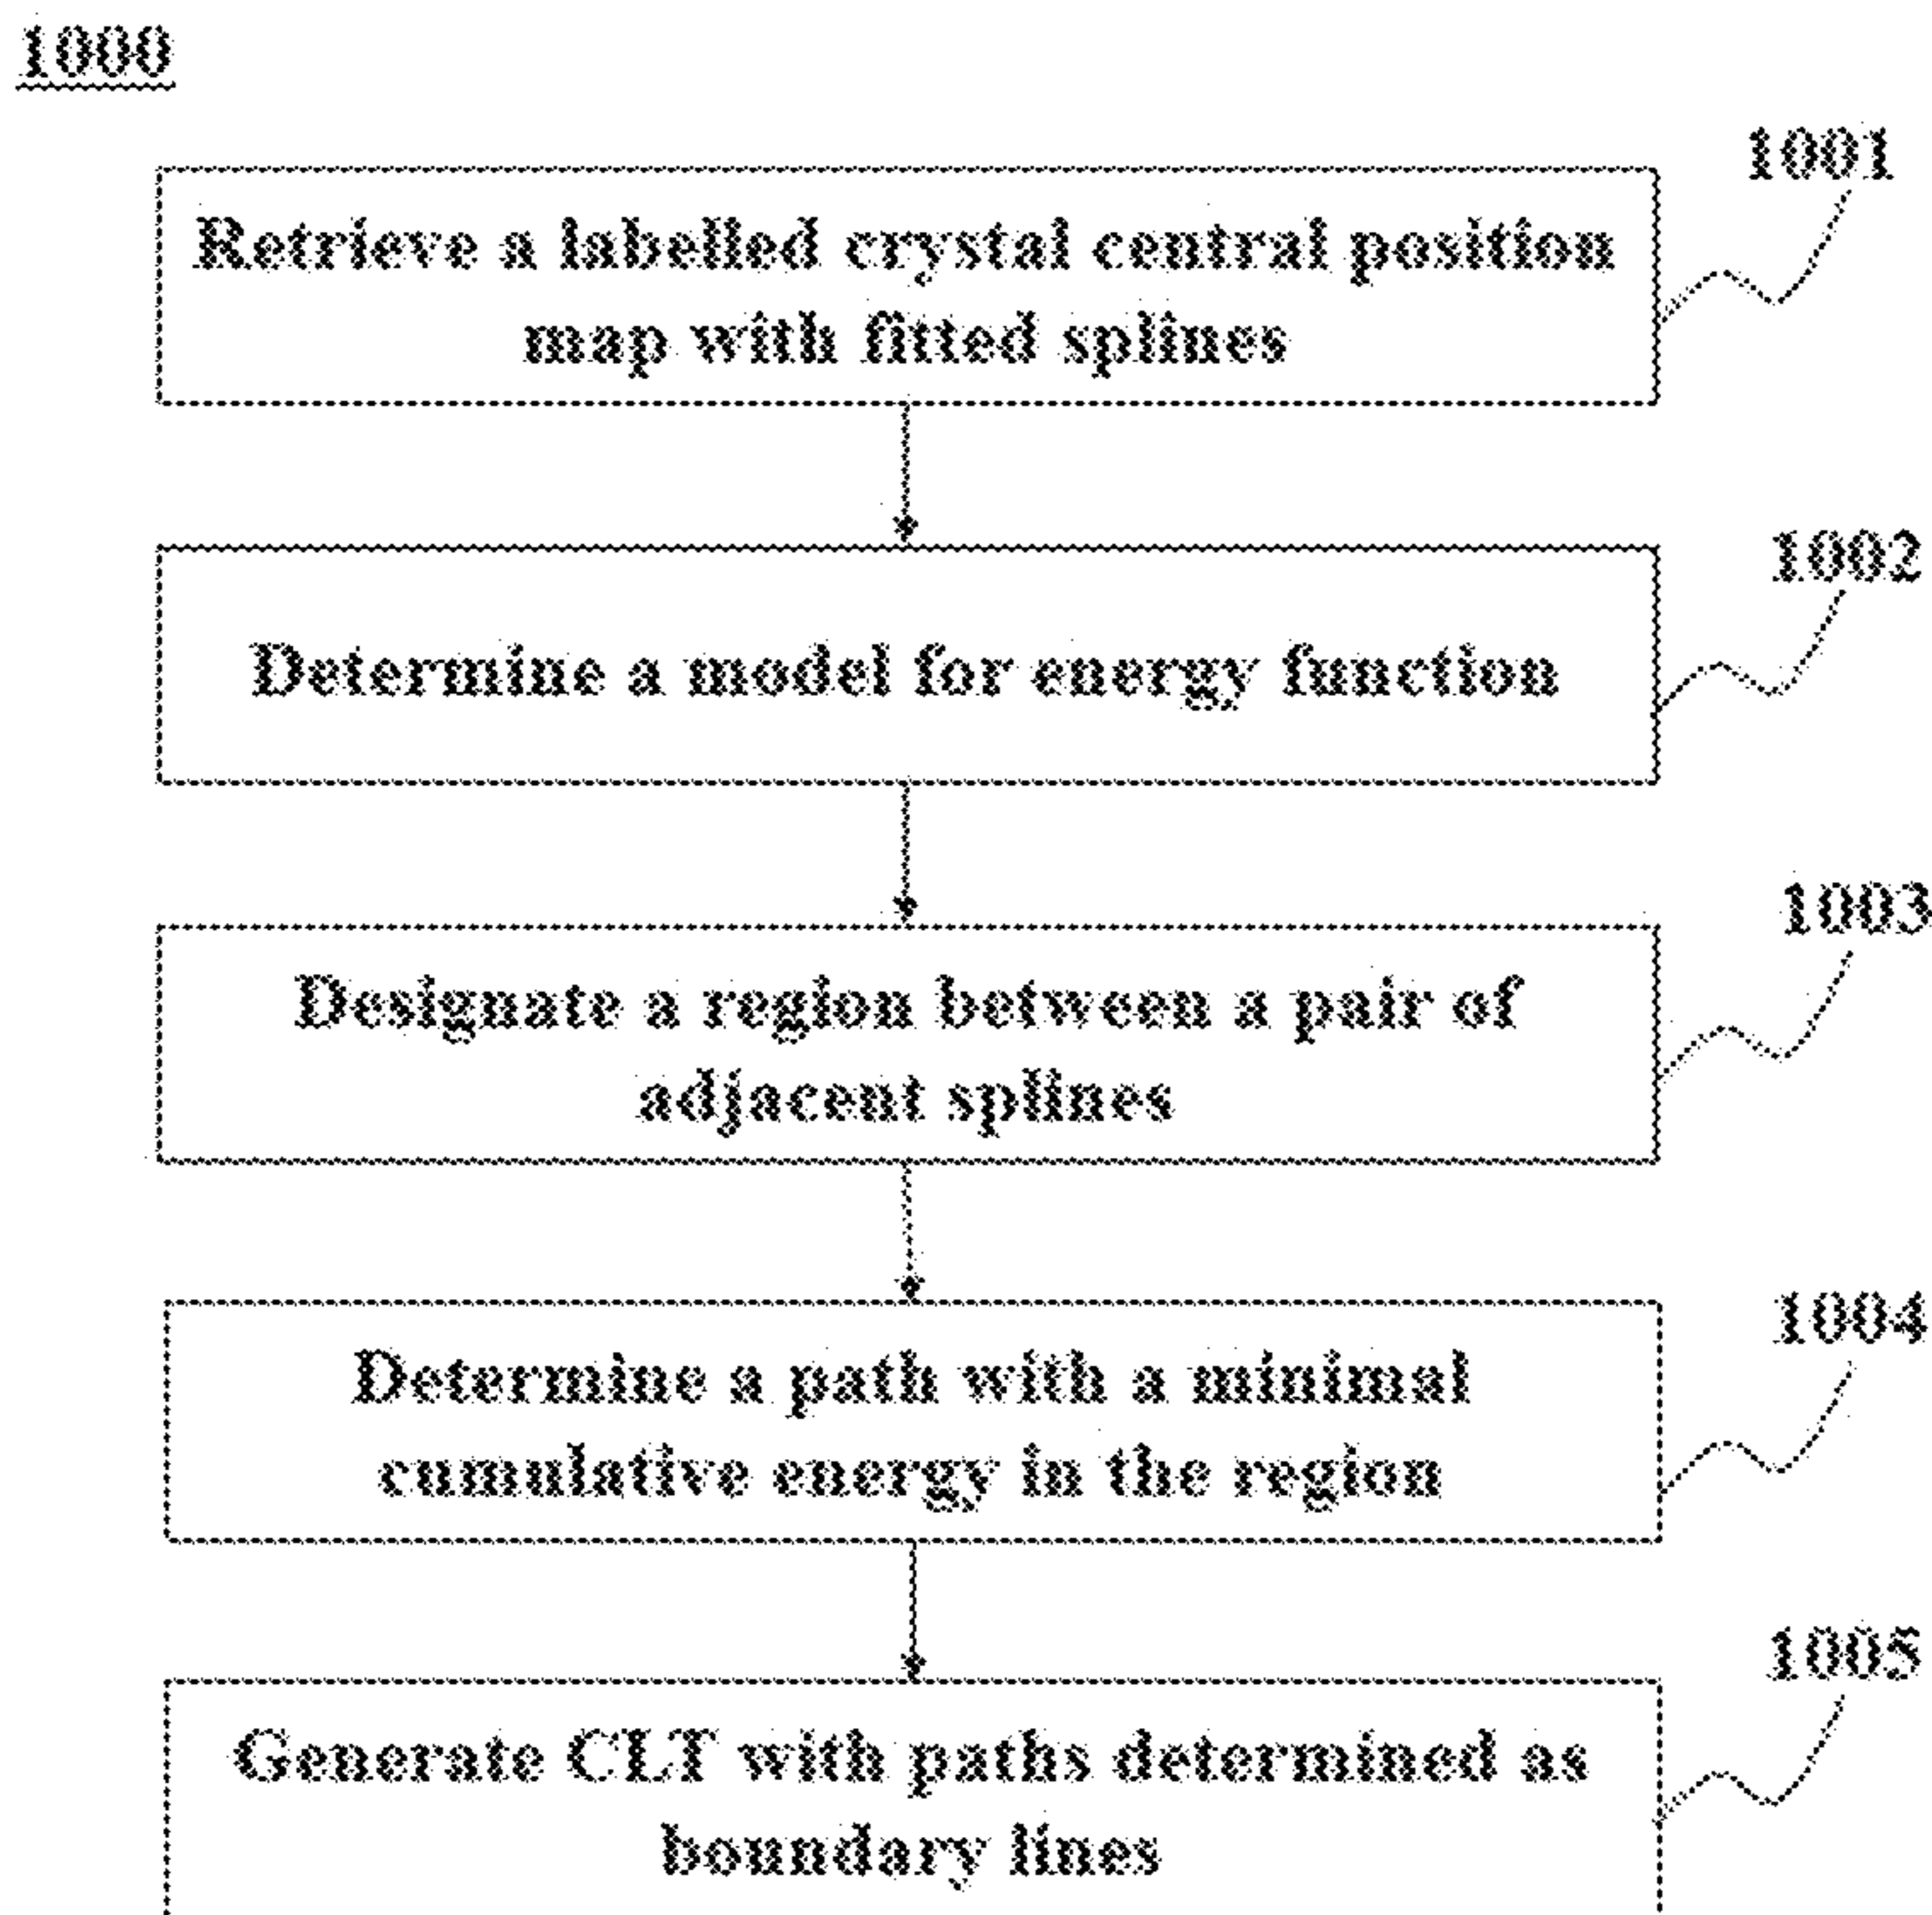 1000
1001
Retrieve a labelled crystal central position
map with fitted splines
1002
Determine a model for energy function
1003
Designate a region between a pair of
adjacent splines
1004
Determine a path with a minimal
cumulative energy in the region
1005
Generate CLT with paths determined as
boundary lines